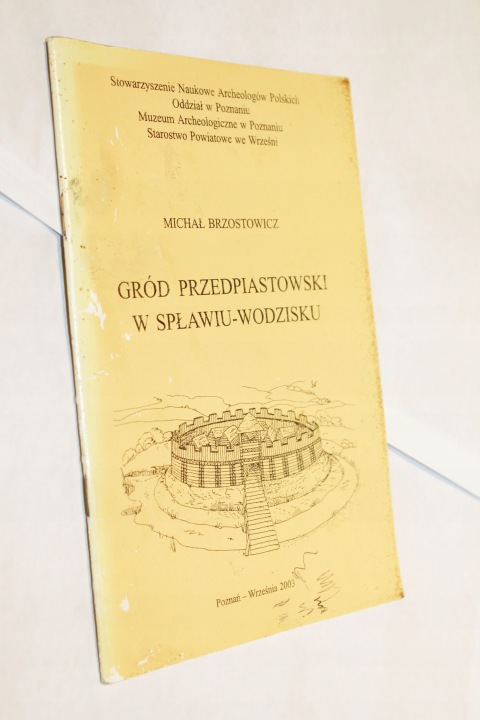 Stowarzyszenie Naukowe Archeologów Polskich
Oddział w Poznaniu
Muzeum Archeologiczne w Poznaniu
Starostwo Powiatowe we Wrześni
MICHAŁ BRZOSTOWICZ
GRÓD PRZEDPIASTOWSKI
W SPŁAWIU-WODZISKU
Poznań – Września 2003